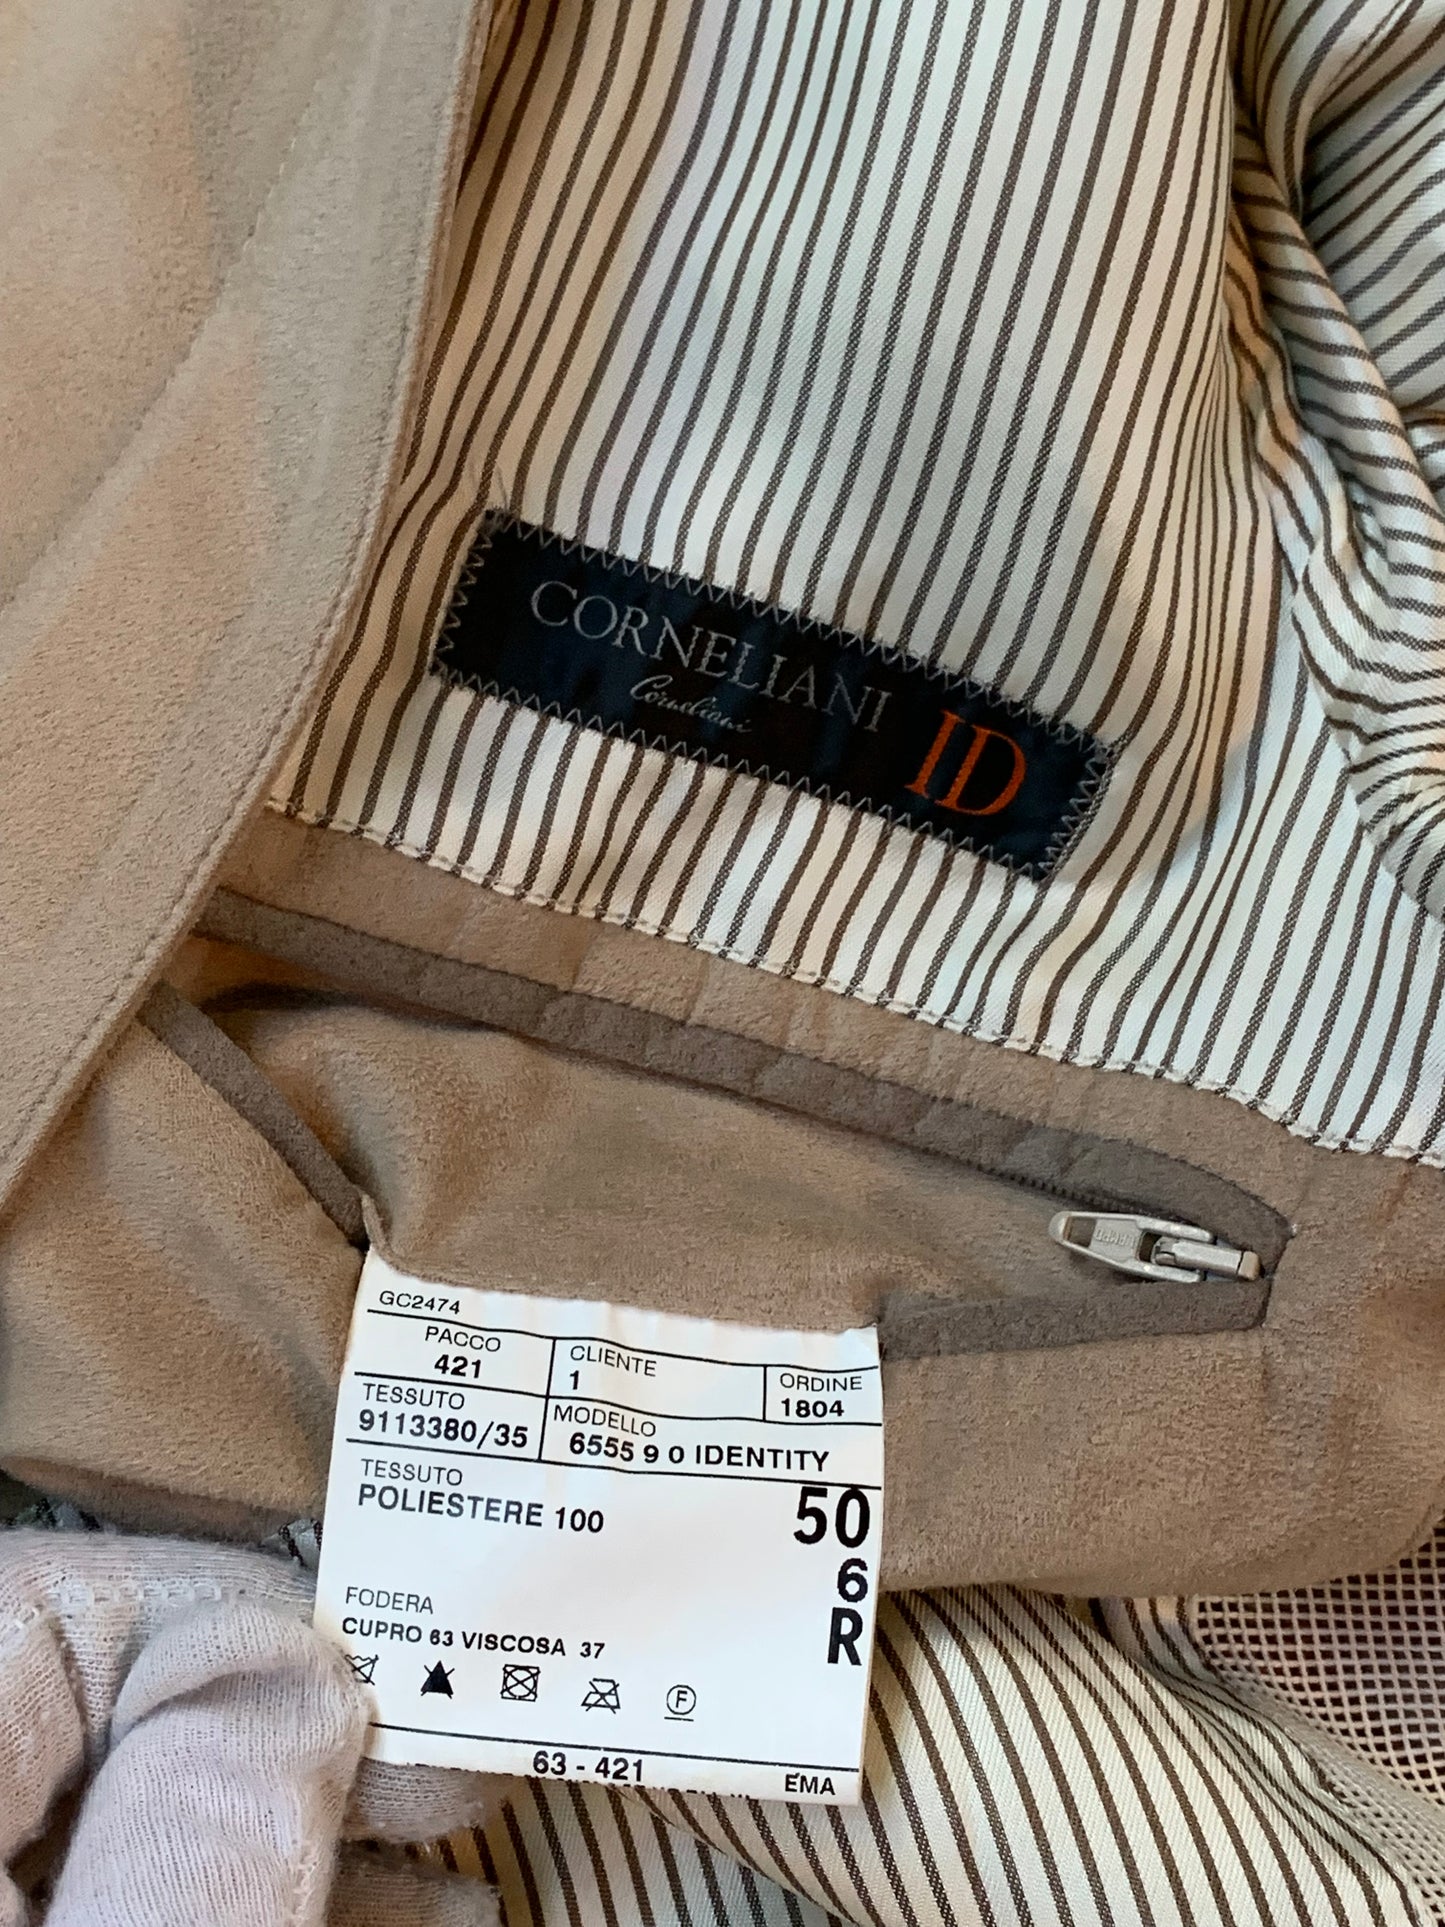 CORNELIANI ID
Corneliani
GC2474
PACCO CLIENTE ORDINE
421 1 1804
TESSUTO MODELLO
9113380/35 6555 9 0 IDENTITY
TESSUTO
POLIESTERE 100
50
6
R
FODERA
CUPRO 63 VISCOSA 37
F
63 - 421 EMA